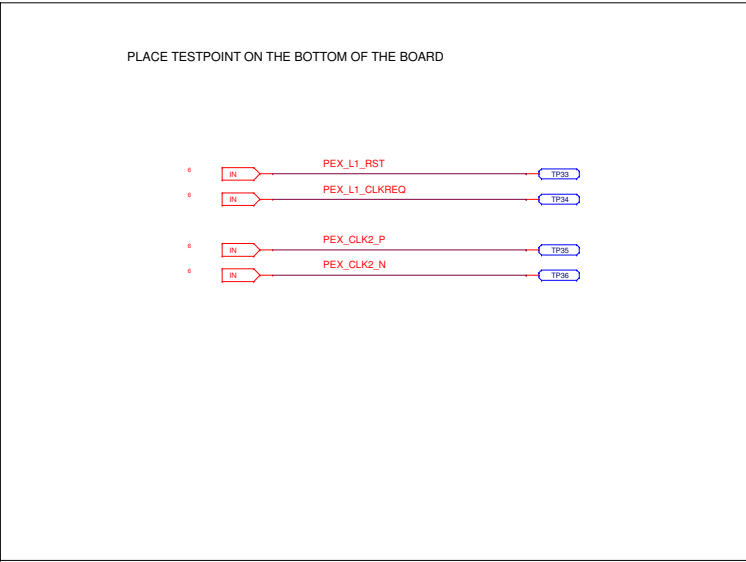 PLACE TESTPOINT ON THE BOTTOM OF THE BOARD
6 IN PEX_L1_RST TP33
6 IN PEX_L1_CLKREQ TP34
6 IN PEX_CLK2_P TP35
6 IN PEX_CLK2_N TP36